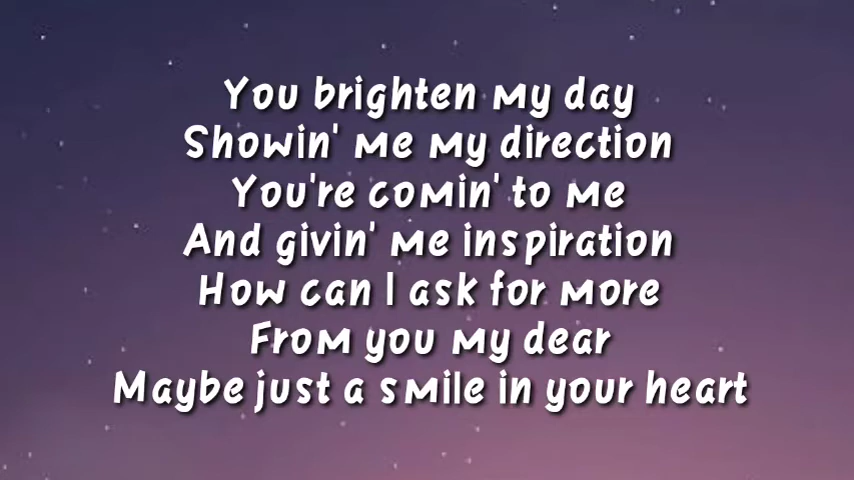 You brighten my day
Showin' me my direction
You're comin' to me
And givin' me inspiration
How can I ask for more
From you my dear
Maybe just a smile in your heart